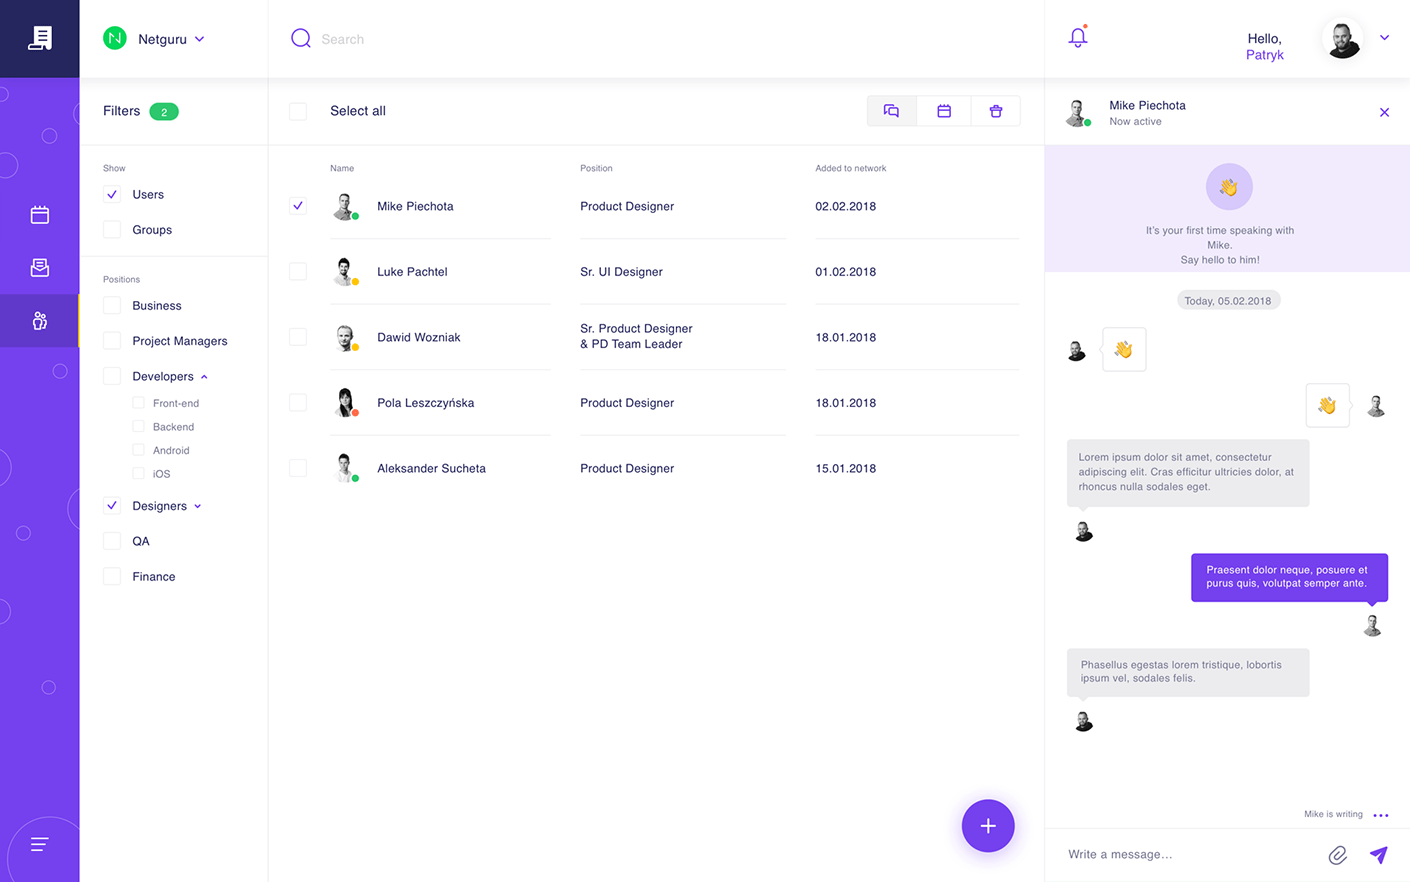 Netguru
Search
Hello,
Patryk
Filters 2
Select all
Mike Piechota
Now active
Show
Users
Groups
Positions
Business
Project Managers
Developers
Front-end
Backend
Android
iOS
Designers
QA
Finance
Name Position Added to network
Mike Piechota Product Designer 02.02.2018
Luke Pachtel Sr. UI Designer 01.02.2018
Dawid Wozniak Sr. Product Designer
& PD Team Leader 18.01.2018
Pola Leszczyńska Product Designer 18.01.2018
Aleksander Sucheta Product Designer 15.01.2018
It's your first time speaking with
Mike.
Say hello to him!
Today, 05.02.2018
Lorem ipsum dolor sit amet, consectetur
adipiscing elit. Cras efficitur ultricies dolor, at
rhoncus nulla sodales eget.
Praesent dolor neque, posuere et
purus quis, volutpat semper ante.
Phasellus egestas lorem tristique, lobortis
ipsum vel, sodales felis.
Mike is writing
Write a message...